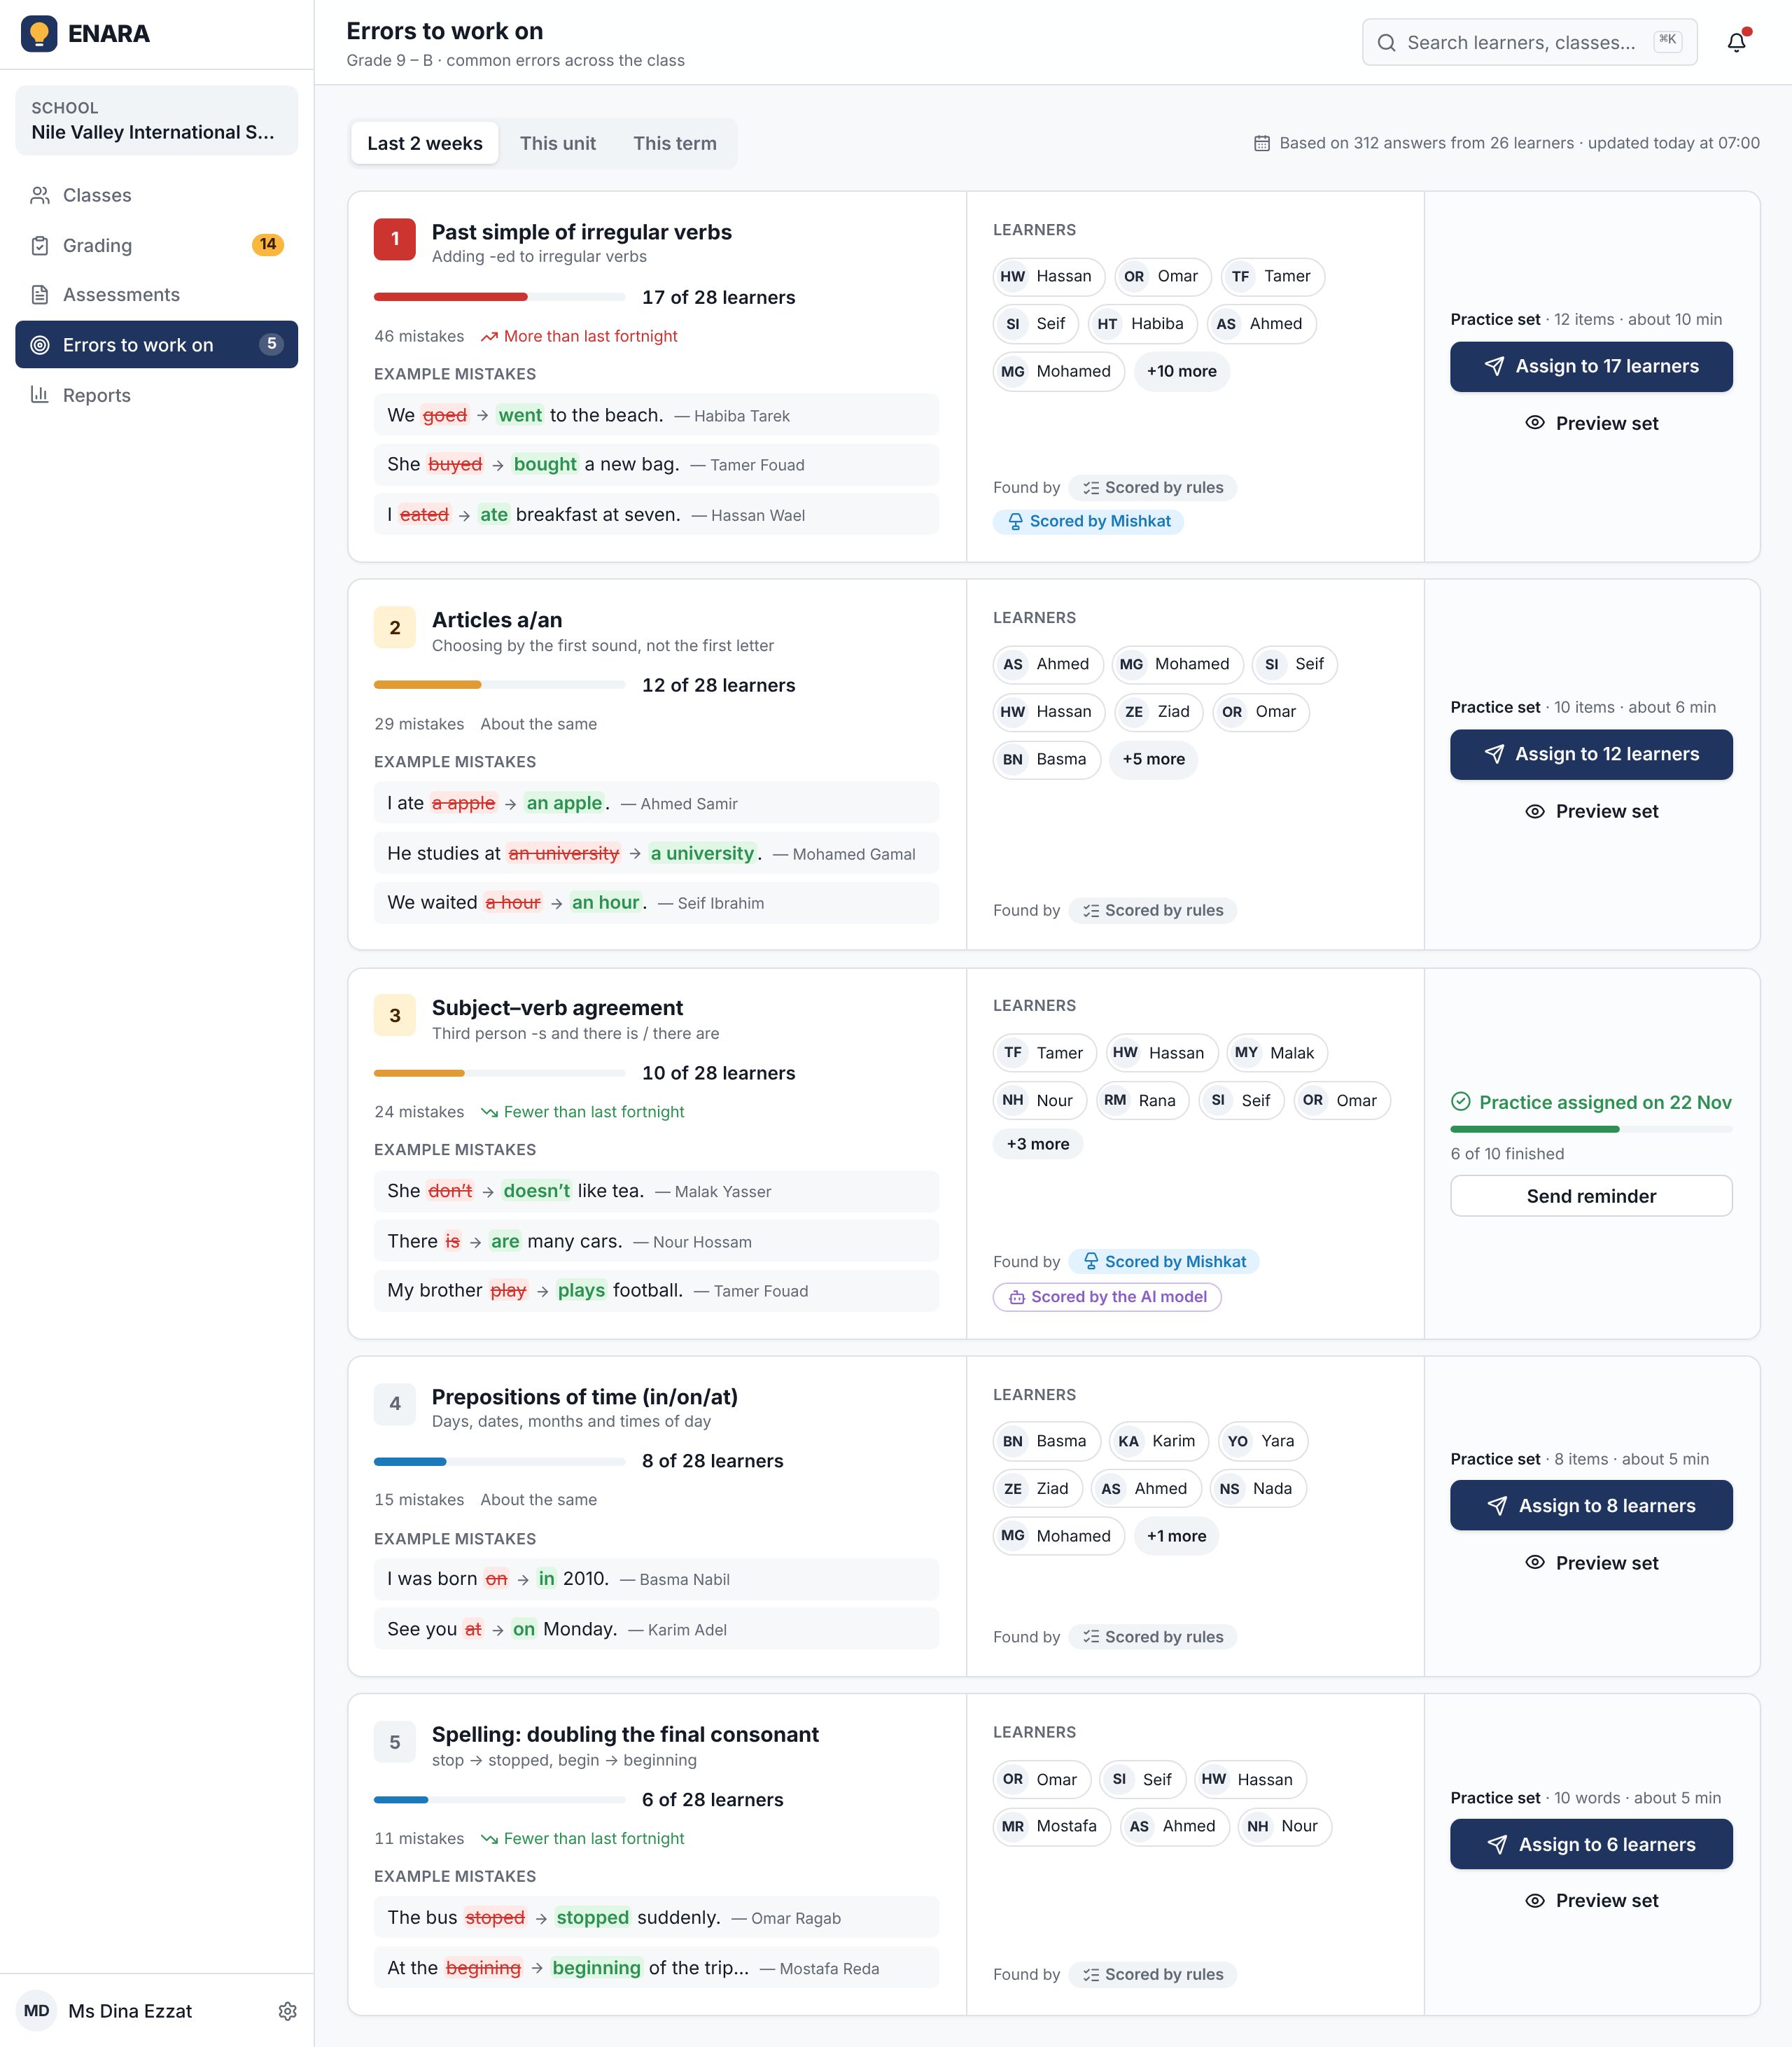 ENARA
SCHOOL
Nile Valley International S...
Classes
Grading 14
Assessments
Errors to work on 5
Reports
MD Ms Dina Ezzat
Errors to work on
Grade 9 – B · common errors across the class
Search learners, classes... ⌘K
Last 2 weeks This unit This term
Based on 312 answers from 26 learners · updated today at 07:00
1 Past simple of irregular verbs
Adding -ed to irregular verbs
17 of 28 learners
46 mistakes More than last fortnight
EXAMPLE MISTAKES
We goed → went to the beach. — Habiba Tarek
She buyed → bought a new bag. — Tamer Fouad
I eated → ate breakfast at seven. — Hassan Wael
LEARNERS
HW Hassan OR Omar TF Tamer
SI Seif HT Habiba AS Ahmed
MG Mohamed +10 more
Found by Scored by rules
Scored by Mishkat
Practice set · 12 items · about 10 min
Assign to 17 learners
Preview set
2 Articles a/an
Choosing by the first sound, not the first letter
12 of 28 learners
29 mistakes About the same
EXAMPLE MISTAKES
I ate a apple → an apple. — Ahmed Samir
He studies at an university → a university. — Mohamed Gamal
We waited a hour → an hour. — Seif Ibrahim
LEARNERS
AS Ahmed MG Mohamed SI Seif
HW Hassan ZE Ziad OR Omar
BN Basma +5 more
Found by Scored by rules
Practice set · 10 items · about 6 min
Assign to 12 learners
Preview set
3 Subject–verb agreement
Third person -s and there is / there are
10 of 28 learners
24 mistakes Fewer than last fortnight
EXAMPLE MISTAKES
She don’t → doesn’t like tea. — Malak Yasser
There is → are many cars. — Nour Hossam
My brother play → plays football. — Tamer Fouad
LEARNERS
TF Tamer HW Hassan MY Malak
NH Nour RM Rana SI Seif OR Omar
+3 more
Found by Scored by Mishkat
Scored by the AI model
Practice assigned on 22 Nov
6 of 10 finished
Send reminder
4 Prepositions of time (in/on/at)
Days, dates, months and times of day
8 of 28 learners
15 mistakes About the same
EXAMPLE MISTAKES
I was born on → in 2010. — Basma Nabil
See you at → on Monday. — Karim Adel
LEARNERS
BN Basma KA Karim YO Yara
ZE Ziad AS Ahmed NS Nada
MG Mohamed +1 more
Found by Scored by rules
Practice set · 8 items · about 5 min
Assign to 8 learners
Preview set
5 Spelling: doubling the final consonant
stop → stopped, begin → beginning
6 of 28 learners
11 mistakes Fewer than last fortnight
EXAMPLE MISTAKES
The bus stoped → stopped suddenly. — Omar Ragab
At the begining → beginning of the trip... — Mostafa Reda
LEARNERS
OR Omar SI Seif HW Hassan
MR Mostafa AS Ahmed NH Nour
Found by Scored by rules
Practice set · 10 words · about 5 min
Assign to 6 learners
Preview set